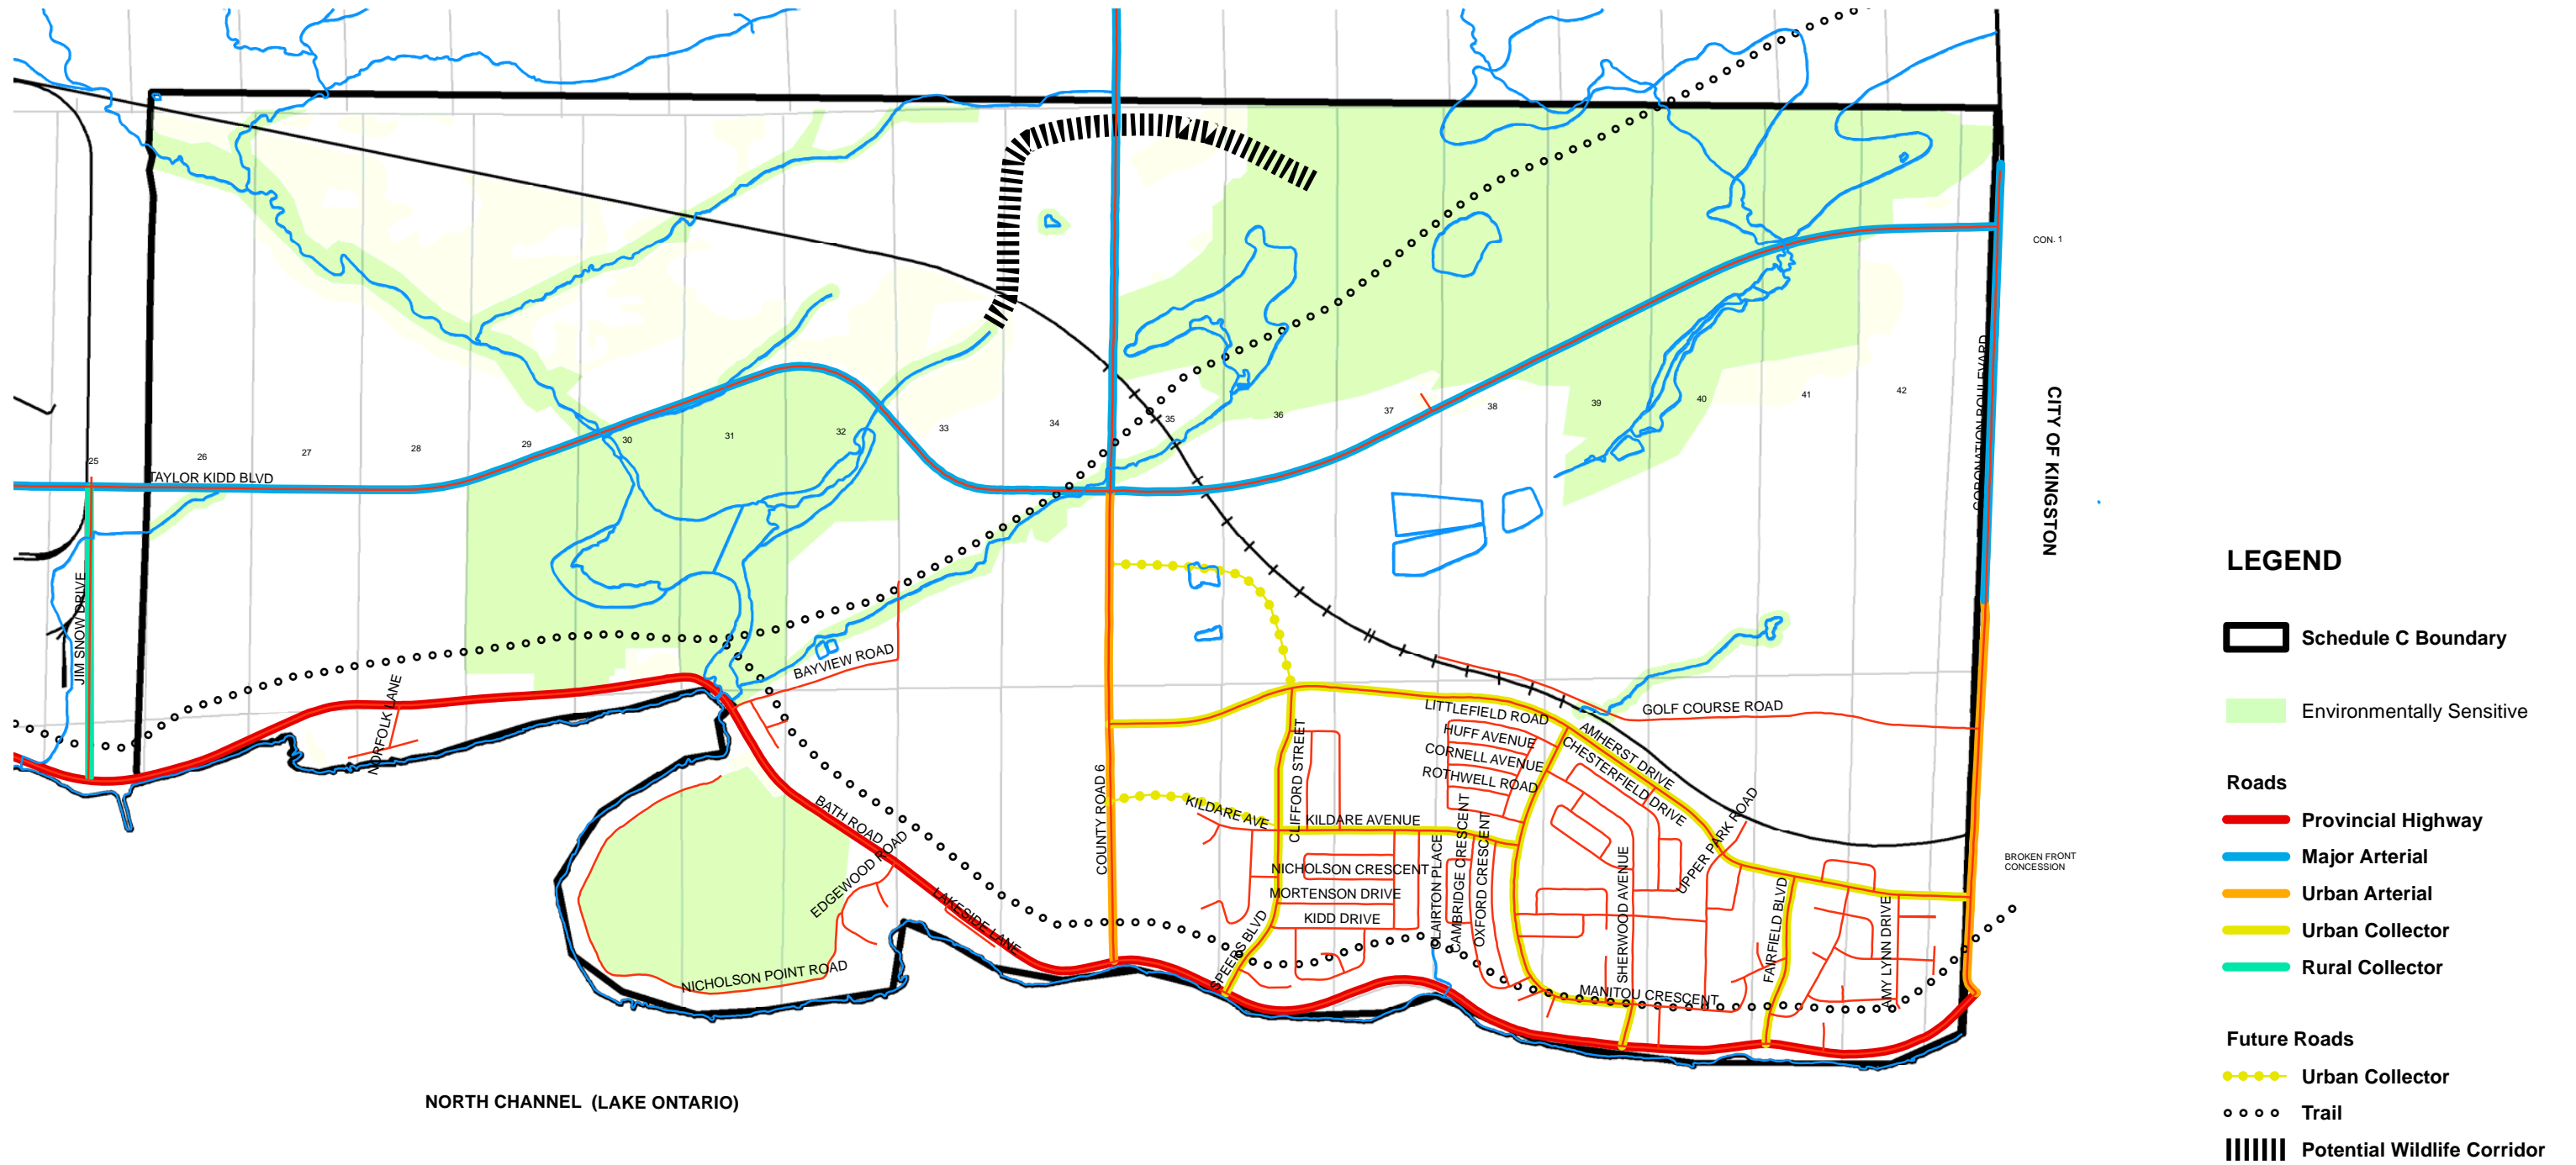 CON. 1
CORONATION BOULEVARD
CITY OF KINGSTON
25
26
27
28
29
30
31
32
33
34
35
36
37
38
39
40
41
42
TAYLOR KIDD BLVD
JIM SNOW DRIVE
NORFOLK LANE
BAYVIEW ROAD
BATH ROAD
EDGEWOOD ROAD
LAKESIDE LANE
NICHOLSON POINT ROAD
COUNTY ROAD 6
CLIFFORD STREET
KILDARE AVE
KILDARE AVENUE
NICHOLSON CRESCENT
MORTENSON DRIVE
KIDD DRIVE
SPEERS BLVD
LITTLEFIELD ROAD
HUFF AVENUE
CORNELL AVENUE
ROTHWELL ROAD
CAMBRIDGE CRESCENT
OXFORD CRESCENT
AMHERST DRIVE
CHESTERFIELD DRIVE
GOLF COURSE ROAD
UPPER PARK ROAD
SHERWOOD AVENUE
MANITOU CRESCENT
FAIRFIELD BLVD
AMY LYNN DRIVE
BROKEN FRONT
CONCESSION
NORTH CHANNEL (LAKE ONTARIO)
LEGEND
Schedule C Boundary
Environmentally Sensitive
Roads
Provincial Highway
Major Arterial
Urban Arterial
Urban Collector
Rural Collector
Future Roads
Urban Collector
Trail
Potential Wildlife Corridor